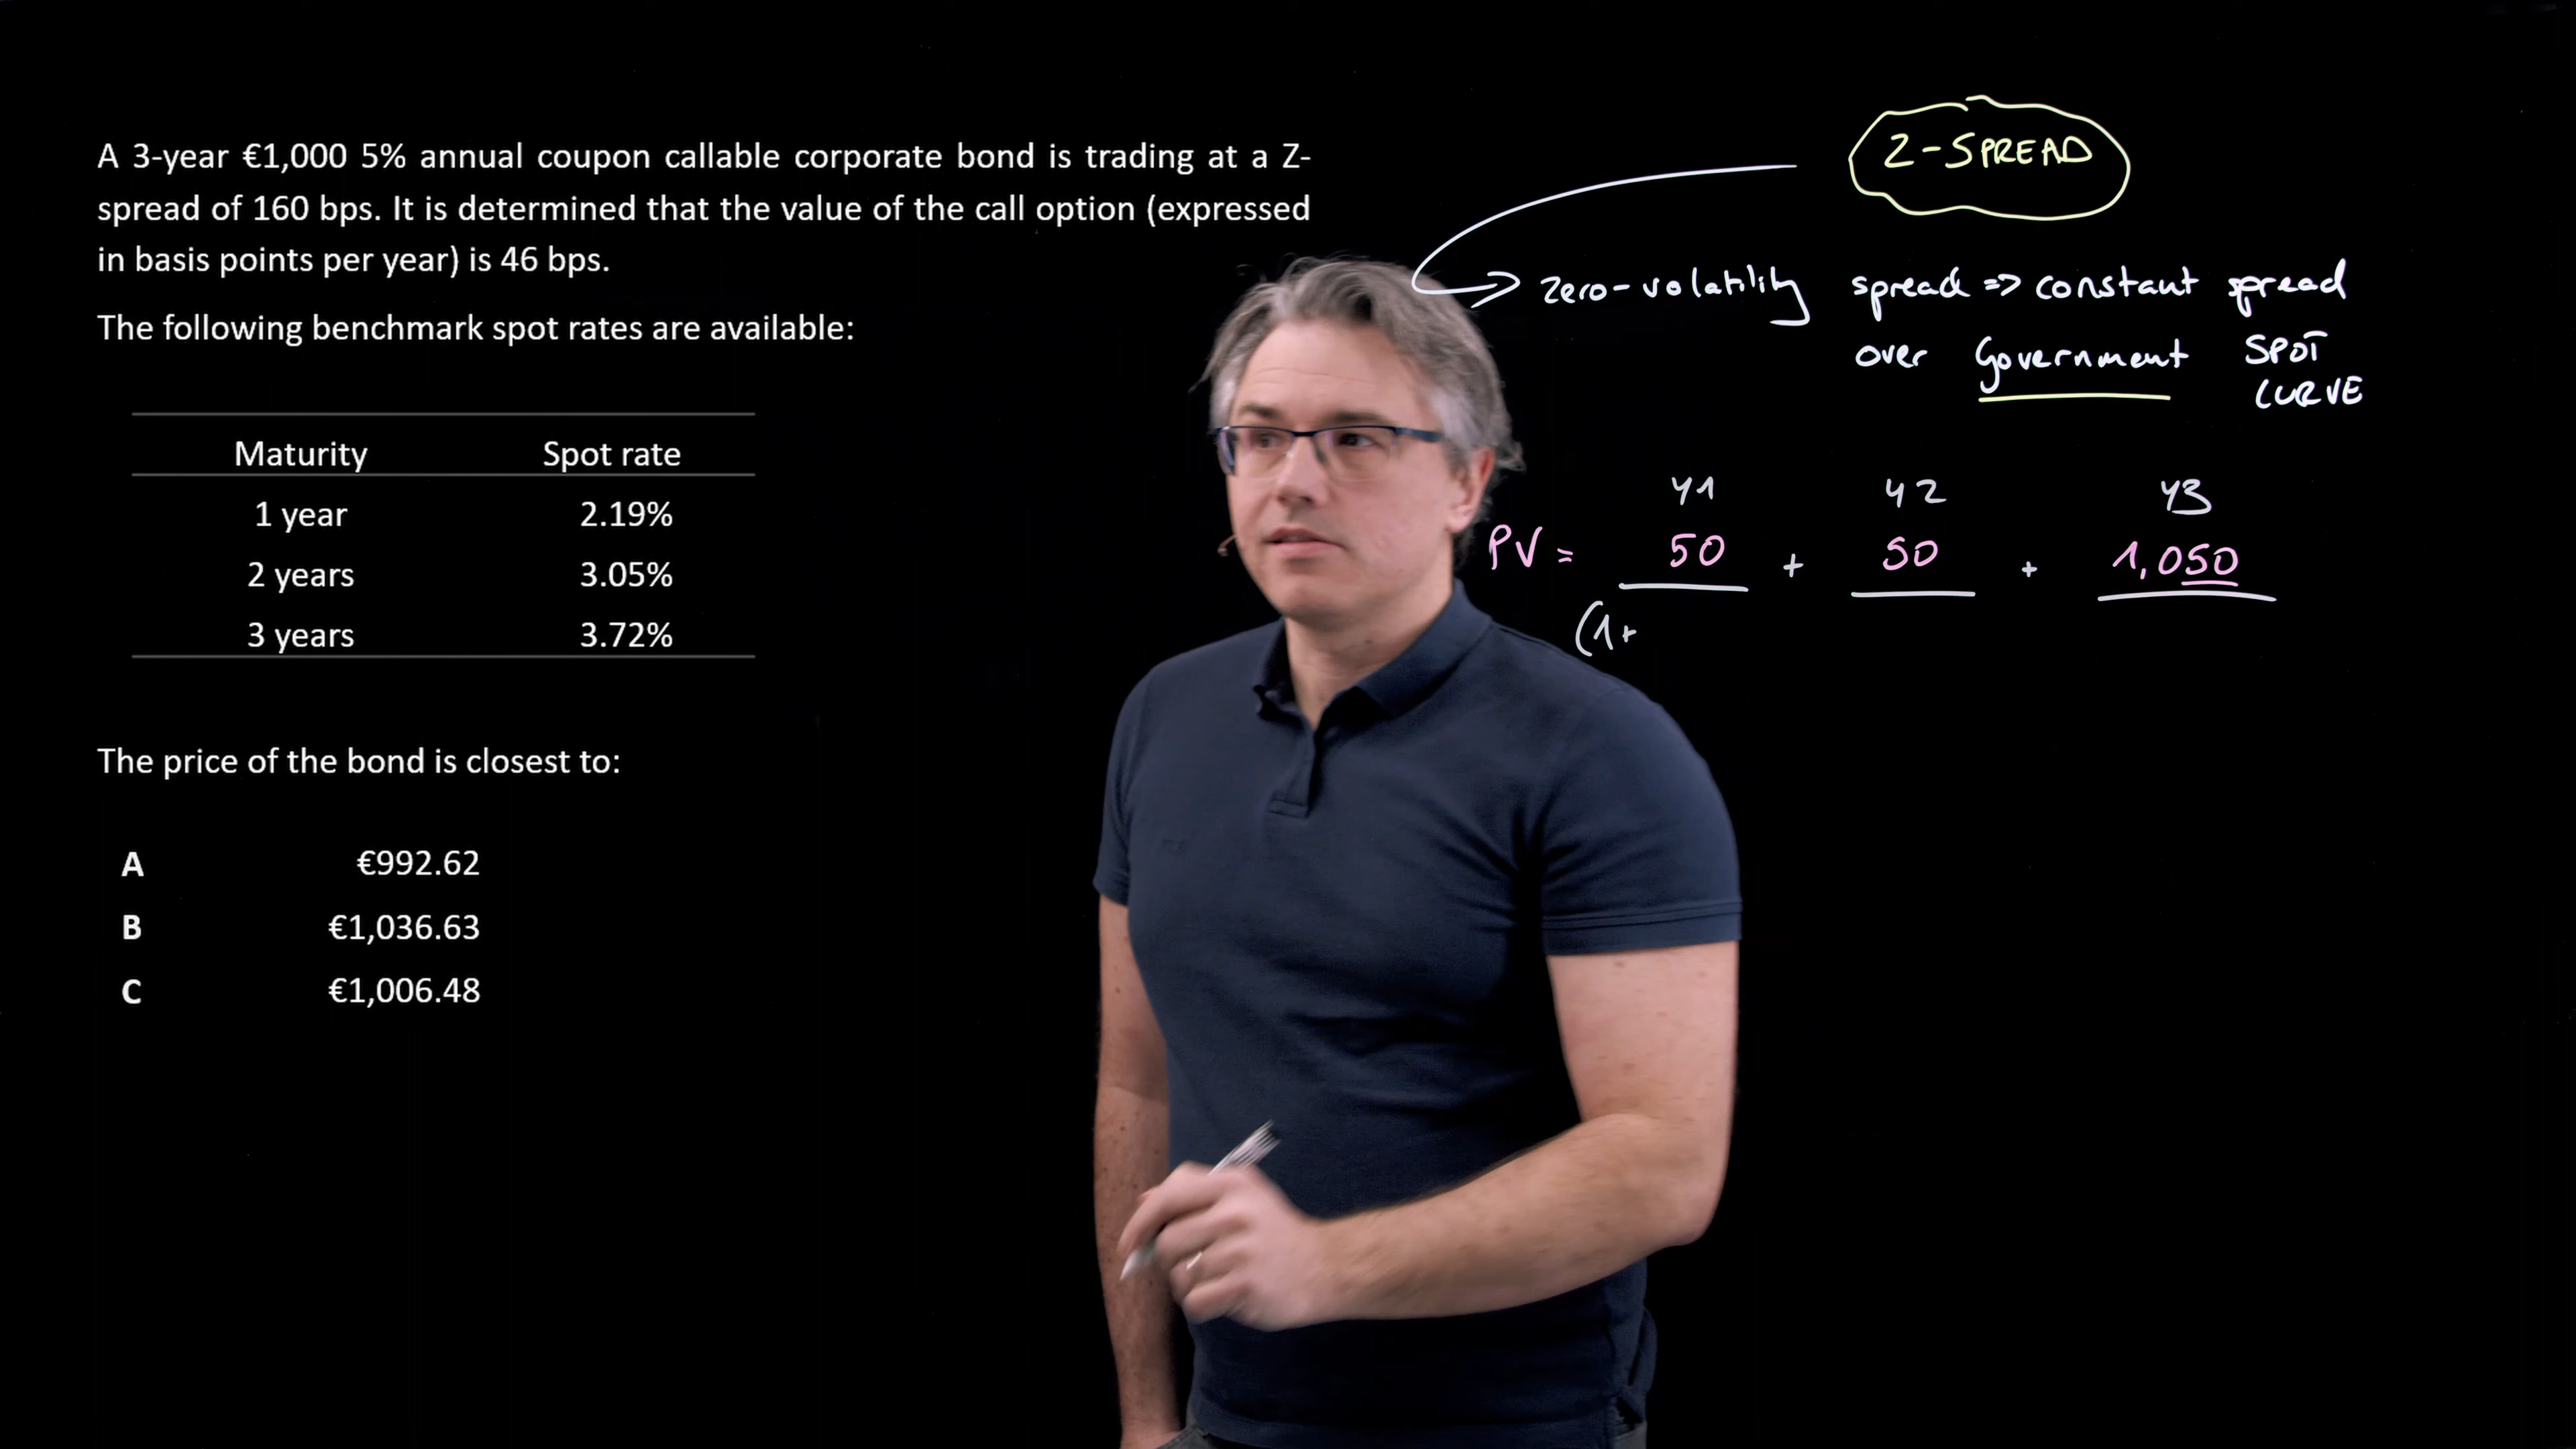 A 3-year €1,000 5% annual coupon callable corporate bond is trading at a Z-
spread of 160 bps. It is determined that the value of the call option (expressed
in basis points per year) is 46 bps.
The following benchmark spot rates are available:
Maturity Spot rate
1 year 2.19%
2 years 3.05%
3 years 3.72%
The price of the bond is closest to:
A €992.62
B €1,036.63
C €1,006.48
Z-SPREAD
zero-volatility spread => constant spread
over Government SPOT
CURVE
Y1 Y2 Y3
PV = 50 + 50 + 1,050
(1+